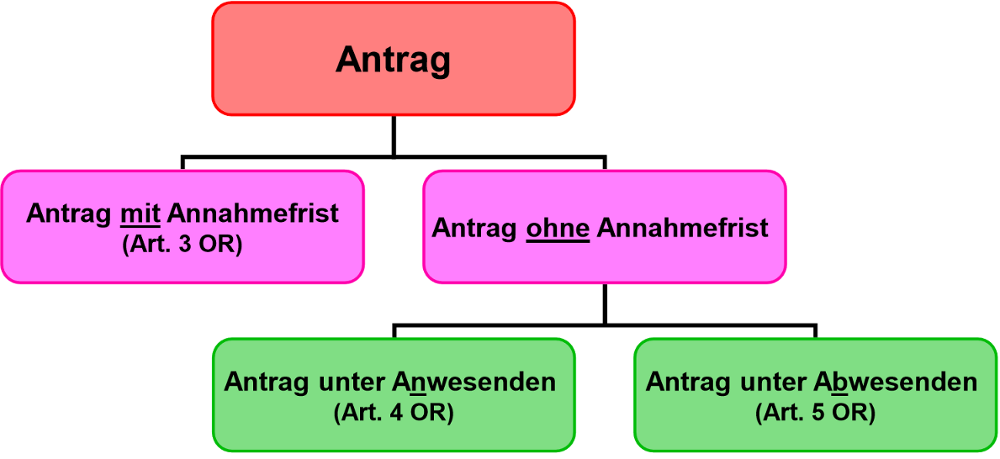 Antrag
Antrag mit Annahmefrist
(Art. 3 OR)
Antrag ohne Annahmefrist
Antrag unter Anwesenden
(Art. 4 OR)
Antrag unter Abwesenden
(Art. 5 OR)